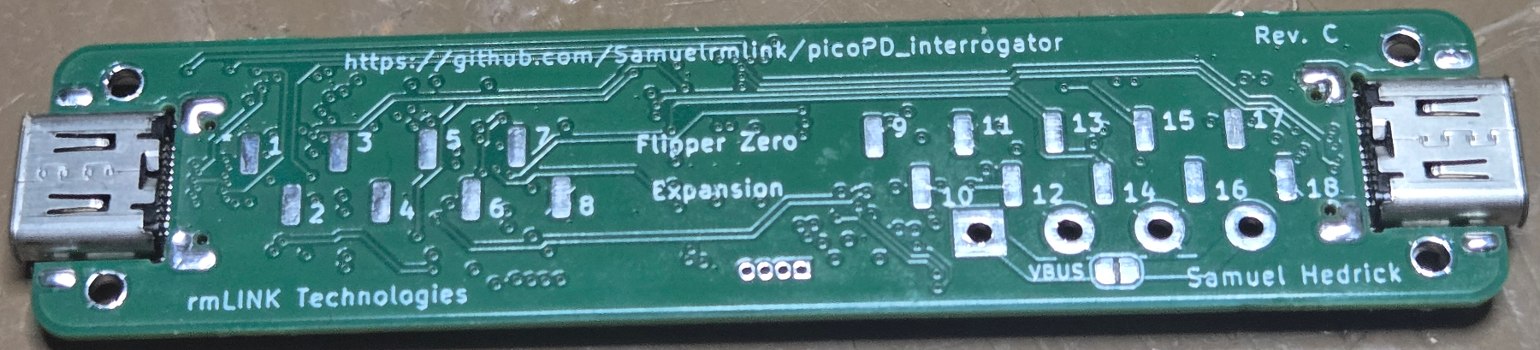 https://github.com/Samuelrmlink/picoPD_interrogator
Rev. C
1 3 5 7 Flipper Zero 9 11 13 15 17
2 4 6 8 Expansion 10 12 14 16 18
VBUS
rmLINK Technologies
Samuel Hedrick